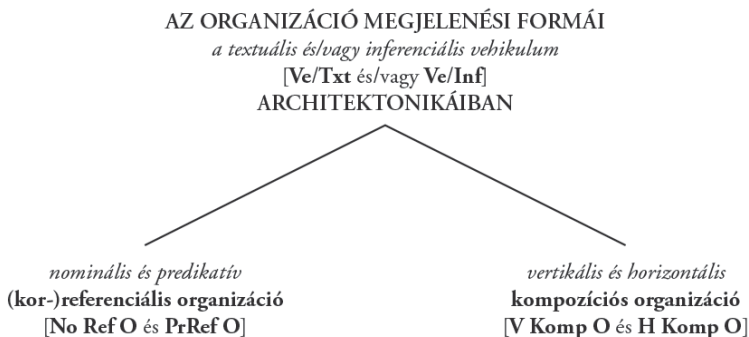 AZ ORGANIZÁCIÓ MEGJELENÉSI FORMÁI
a textuális és/vagy inferenciális vehikulum
[Ve/Txt és/vagy Ve/Inf]
ARCHITEKTONIKÁIBAN
nominális és predikatív
(kor-)referenciális organizáció
[No Ref O és PrRef O]
vertikális és horizontális
kompozíciós organizáció
[V Komp O és H Komp O]